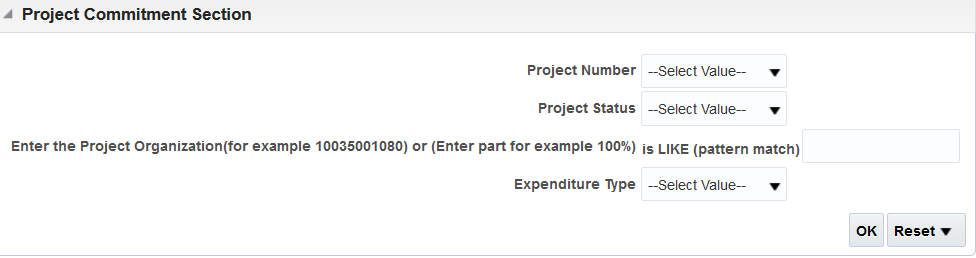 Project Commitment Section
Project Number --Select Value--
Project Status --Select Value--
Enter the Project Organization(for example 10035001080) or (Enter part for example 100%) is LIKE (pattern match)
Expenditure Type --Select Value--
OK Reset